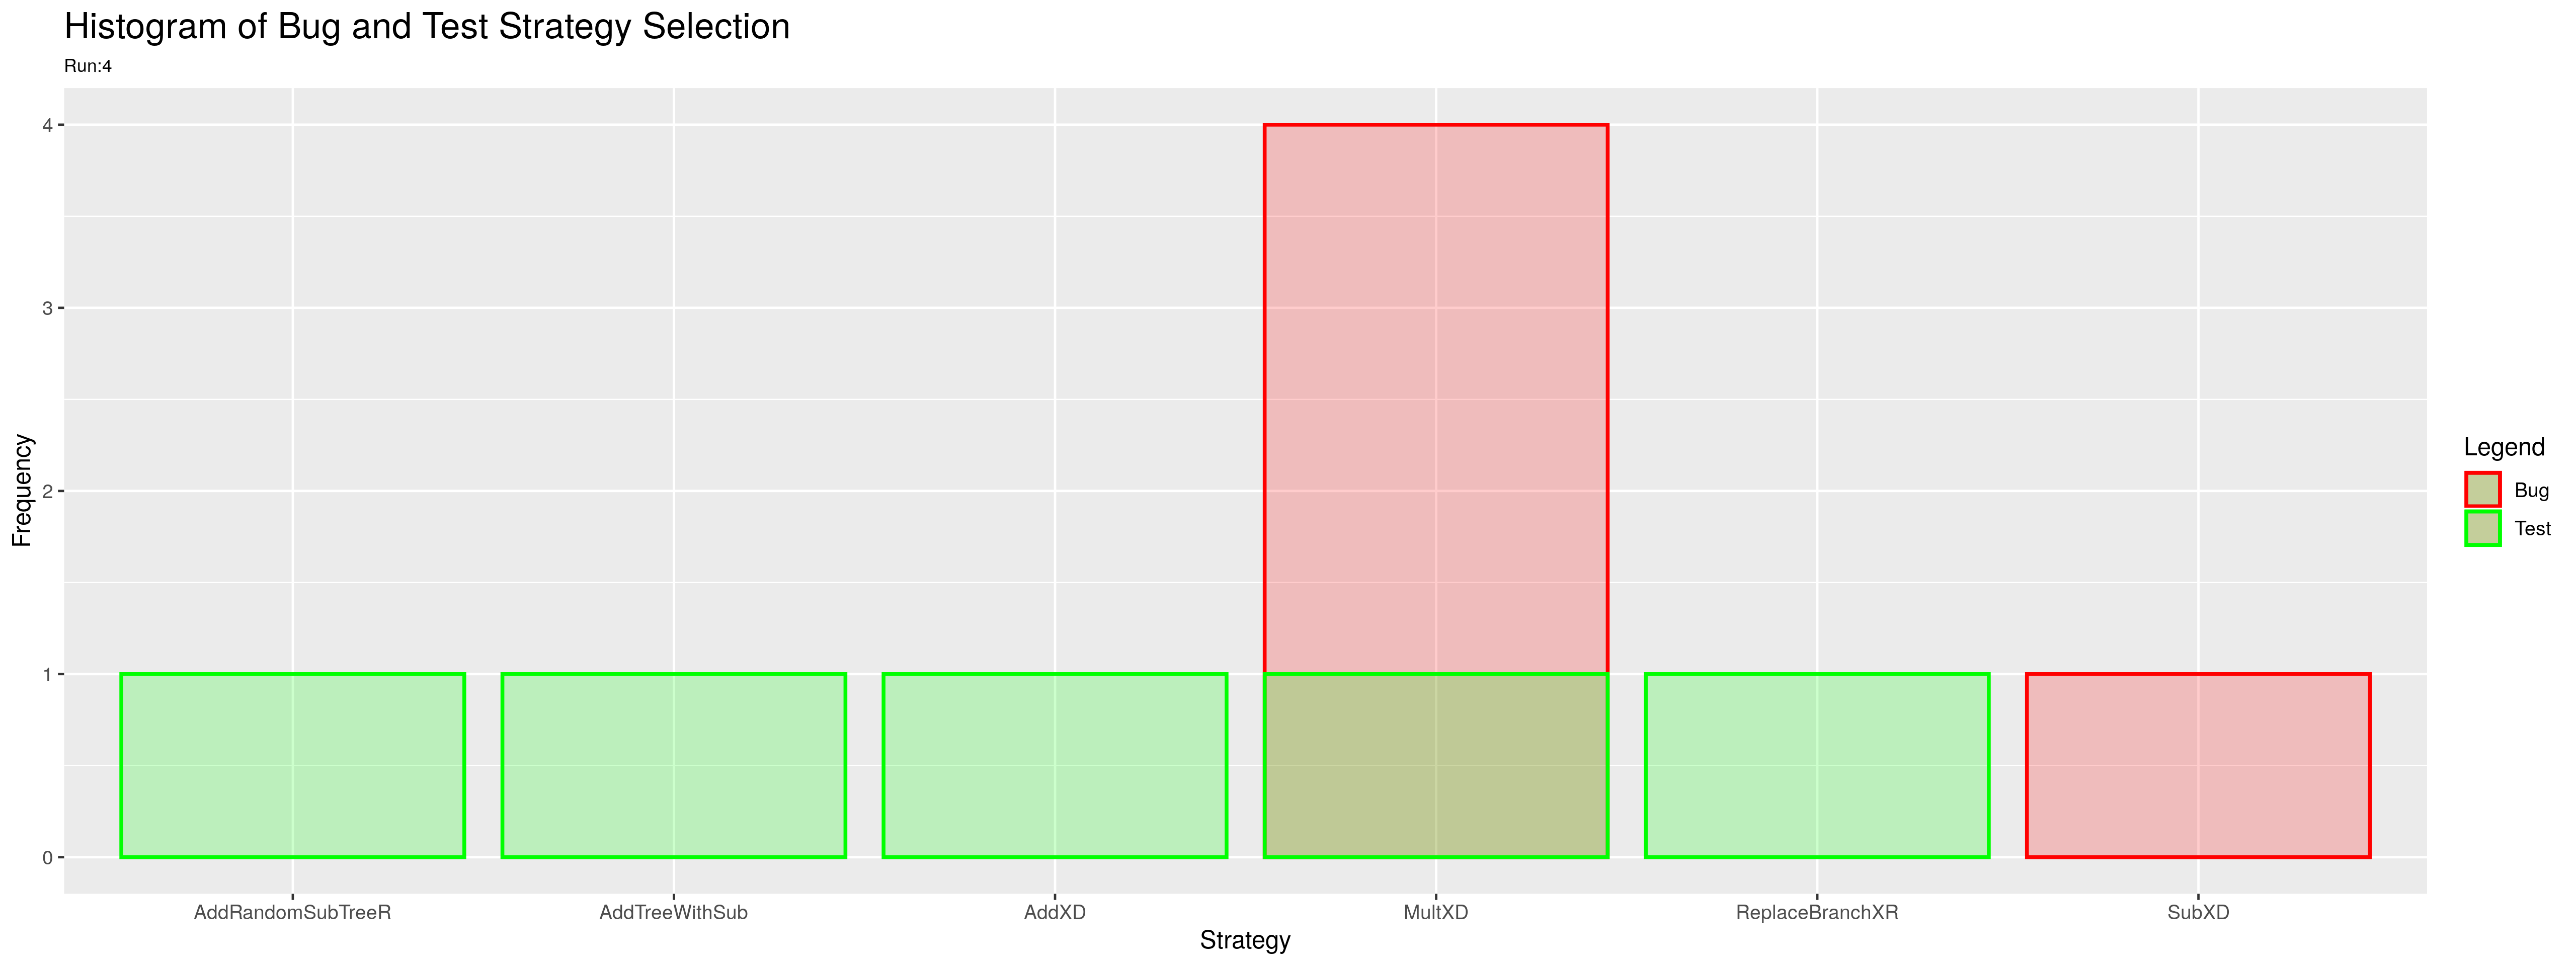 Histogram of Bug and Test Strategy Selection
Run:4
4
3
2
1
0
Frequency
AddRandomSubTreeR
AddTreeWithSub
AddXD
MultXD
ReplaceBranchXR
SubXD
Strategy
Legend
Bug
Test